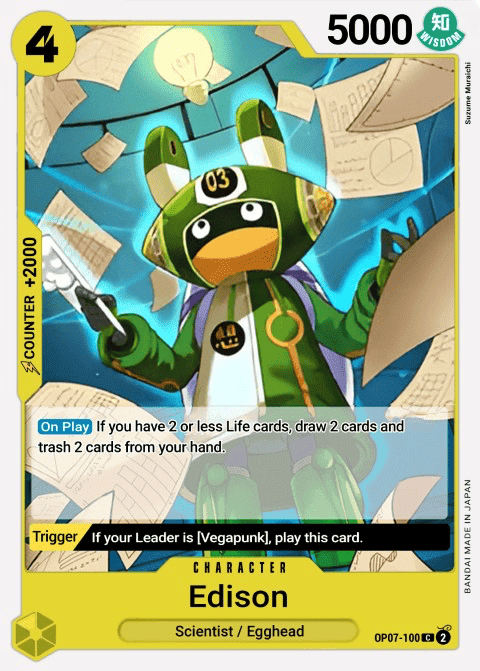 4
5000
知
WISDOM
Suzume Muraichi
03
COUNTER +2000
On Play If you have 2 or less Life cards, draw 2 cards and
trash 2 cards from your hand.
Trigger If your Leader is [Vegapunk], play this card.
CHARACTER
Edison
Scientist / Egghead
OP07-100 C 2
BANDAI MADE IN JAPAN